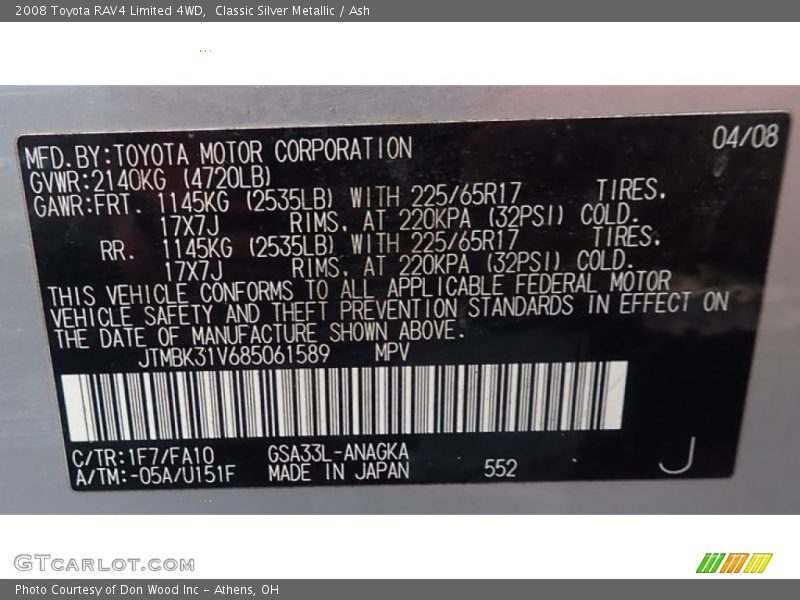 2008 Toyota RAV4 Limited 4WD,  Classic Silver Metallic / Ash
04/08
MFD.BY:TOYOTA MOTOR CORPORATION
GVWR:2140KG (4720LB)
GAWR:FRT. 1145KG (2535LB) WITH 225/65R17 TIRES.
17X7J RIMS, AT 220KPA (32PSI) COLD.
RR. 1145KG (2535LB) WITH 225/65R17 TIRES.
17X7J RIMS, AT 220KPA (32PSI) COLD.
THIS VEHICLE CONFORMS TO ALL APPLICABLE FEDERAL MOTOR
VEHICLE SAFETY AND THEFT PREVENTION STANDARDS IN EFFECT ON
THE DATE OF MANUFACTURE SHOWN ABOVE.
JTMBK31V685061589 MPV
C/TR:1F7/FA10 GSA33L-ANAGKA
A/TM:-05A/U151F MADE IN JAPAN 552 J
GTcarlot.com
Photo Courtesy of Don Wood Inc - Athens, OH